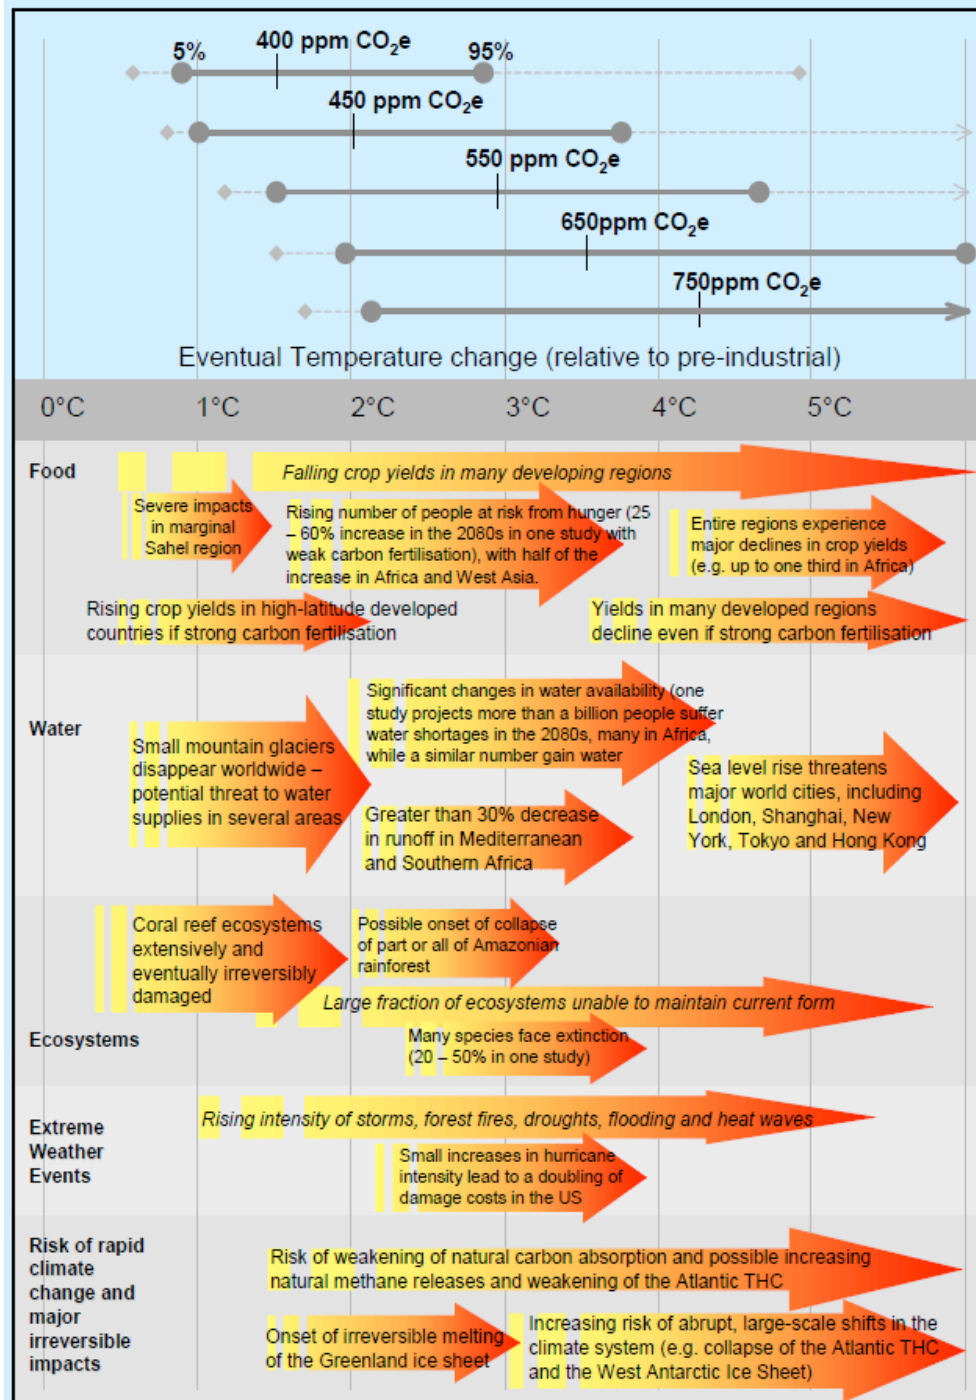 5%
400 ppm CO₂e
95%
450 ppm CO₂e
550 ppm CO₂e
650ppm CO₂e
750ppm CO₂e
Eventual Temperature change (relative to pre-industrial)
0°C 1°C 2°C 3°C 4°C 5°C
Food
Falling crop yields in many developing regions
Severe impacts
in marginal
Sahel region
Rising number of people at risk from hunger (25
– 60% increase in the 2080s in one study with
weak carbon fertilisation), with half of the
increase in Africa and West Asia.
Entire regions experience
major declines in crop yields
(e.g. up to one third in Africa)
Rising crop yields in high-latitude developed
countries if strong carbon fertilisation
Yields in many developed regions
decline even if strong carbon fertilisation
Water
Small mountain glaciers
disappear worldwide –
potential threat to water
supplies in several areas
Significant changes in water availability (one
study projects more than a billion people suffer
water shortages in the 2080s, many in Africa,
while a similar number gain water
Greater than 30% decrease
in runoff in Mediterranean
and Southern Africa
Sea level rise threatens
major world cities, including
London, Shanghai, New
York, Tokyo and Hong Kong
Ecosystems
Coral reef ecosystems
extensively and
eventually irreversibly
damaged
Possible onset of collapse
of part or all of Amazonian
rainforest
Large fraction of ecosystems unable to maintain current form
Many species face extinction
(20 – 50% in one study)
Extreme
Weather
Events
Rising intensity of storms, forest fires, droughts, flooding and heat waves
Small increases in hurricane
intensity lead to a doubling of
damage costs in the US
Risk of rapid
climate
change and
major
irreversible
impacts
Risk of weakening of natural carbon absorption and possible increasing
natural methane releases and weakening of the Atlantic THC
Onset of irreversible melting
of the Greenland ice sheet
Increasing risk of abrupt, large-scale shifts in the
climate system (e.g. collapse of the Atlantic THC
and the West Antarctic Ice Sheet)